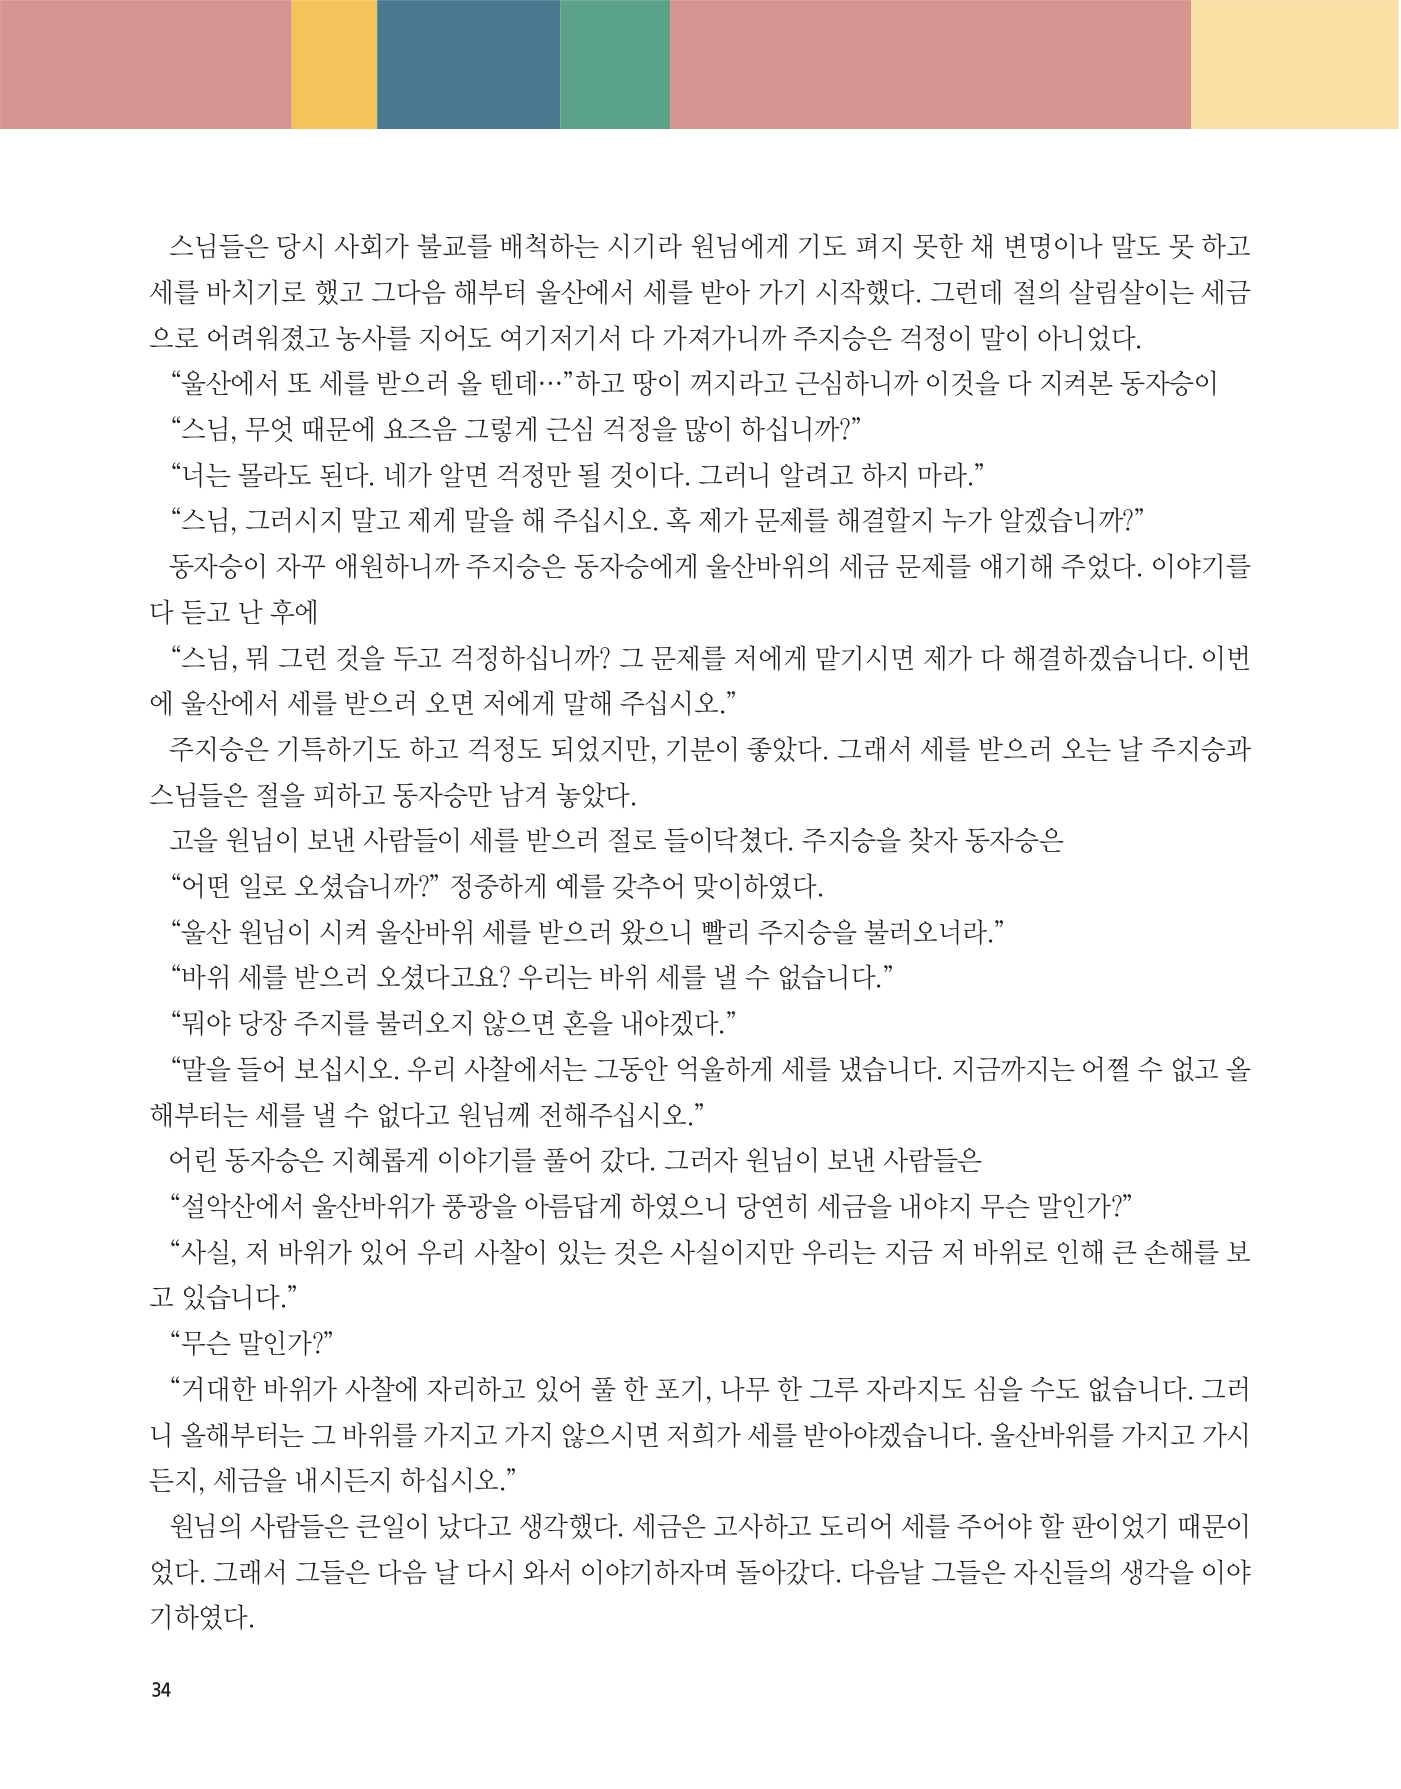 스님들은 당시 사회가 불교를 배척하는 시기라 원님에게 기도 펴지 못한 채 변명이나 말도 못 하고
세를 바치기로 했고 그다음 해부터 울산에서 세를 받아 가기 시작했다. 그런데 절의 살림살이는 세금
으로 어려워졌고 농사를 지어도 여기저기서 다 가져가니까 주지승은 걱정이 말이 아니었다.
“울산에서 또 세를 받으러 올 텐데…”하고 땅이 꺼지라고 근심하니까 이것을 다 지켜본 동자승이
“스님, 무엇 때문에 요즈음 그렇게 근심 걱정을 많이 하십니까?”
“너는 몰라도 된다. 네가 알면 걱정만 될 것이다. 그러니 알려고 하지 마라.”
“스님, 그러시지 말고 제게 말을 해 주십시오. 혹 제가 문제를 해결할지 누가 알겠습니까?”
동자승이 자꾸 애원하니까 주지승은 동자승에게 울산바위의 세금 문제를 얘기해 주었다. 이야기를
다 듣고 난 후에
“스님, 뭐 그런 것을 두고 걱정하십니까? 그 문제를 저에게 맡기시면 제가 다 해결하겠습니다. 이번
에 울산에서 세를 받으러 오면 저에게 말해 주십시오.”
주지승은 기특하기도 하고 걱정도 되었지만, 기분이 좋았다. 그래서 세를 받으러 오는 날 주지승과
스님들은 절을 피하고 동자승만 남겨 놓았다.
고을 원님이 보낸 사람들이 세를 받으러 절로 들이닥쳤다. 주지승을 찾자 동자승은
“어떤 일로 오셨습니까?” 정중하게 예를 갖추어 맞이하였다.
“울산 원님이 시켜 울산바위 세를 받으러 왔으니 빨리 주지승을 불러오너라.”
“바위 세를 받으러 오셨다고요? 우리는 바위 세를 낼 수 없습니다.”
“뭐야 당장 주지를 불러오지 않으면 혼을 내야겠다.”
“말을 들어 보십시오. 우리 사찰에서는 그동안 억울하게 세를 냈습니다. 지금까지는 어쩔 수 없고 올
해부터는 세를 낼 수 없다고 원님께 전해주십시오.”
어린 동자승은 지혜롭게 이야기를 풀어 갔다. 그러자 원님이 보낸 사람들은
“설악산에서 울산바위가 풍광을 아름답게 하였으니 당연히 세금을 내야지 무슨 말인가?”
“사실, 저 바위가 있어 우리 사찰이 있는 것은 사실이지만 우리는 지금 저 바위로 인해 큰 손해를 보
고 있습니다.”
“무슨 말인가?”
“거대한 바위가 사찰에 자리하고 있어 풀 한 포기, 나무 한 그루 자라지도 심을 수도 없습니다. 그러
니 올해부터는 그 바위를 가지고 가지 않으시면 저희가 세를 받아야겠습니다. 울산바위를 가지고 가시
든지, 세금을 내시든지 하십시오.”
원님의 사람들은 큰일이 났다고 생각했다. 세금은 고사하고 도리어 세를 주어야 할 판이었기 때문이
었다. 그래서 그들은 다음 날 다시 와서 이야기하자며 돌아갔다. 다음날 그들은 자신들의 생각을 이야
기하였다.
34